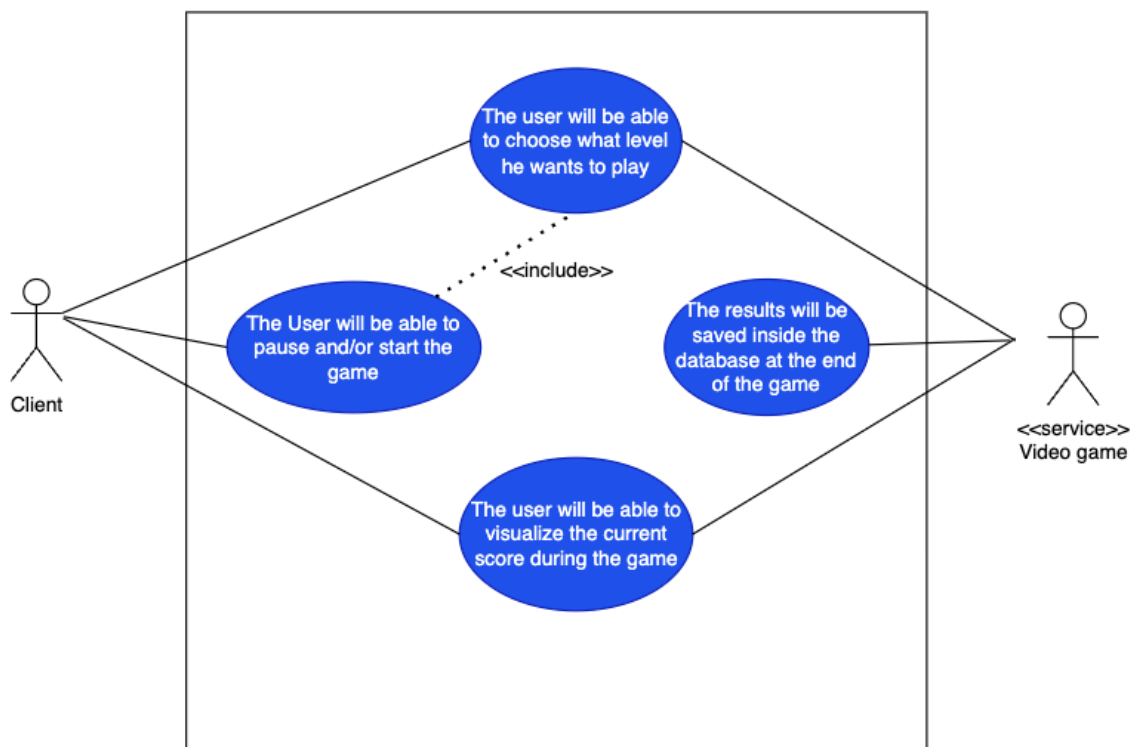 The user will be able
to choose what level
he wants to play
<<include>>
The User will be able to
pause and/or start the
game
The results will be
saved inside the
database at the end
of the game
Client
<<service>>
Video game
The user will be able to
visualize the current
score during the game